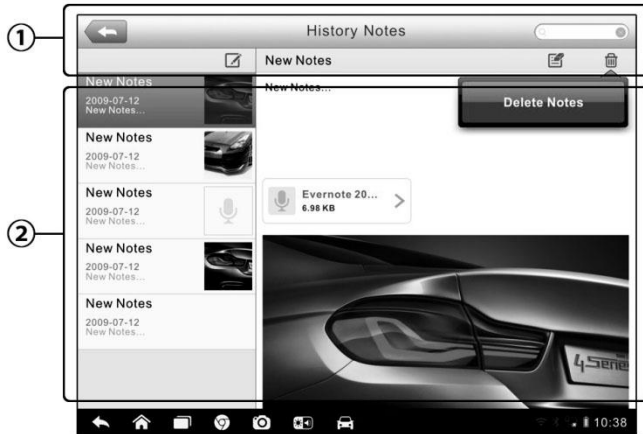 ①
History Notes
New Notes
②
New Notes
2009-07-12
New Notes...
New Notes
2009-07-12
New Notes...
New Notes
2009-07-12
New Notes...
New Notes
2009-07-12
New Notes...
New Notes
2009-07-12
New Notes...
New Notes...
Delete Notes
Evernote 20...
6.98 KB
10:38